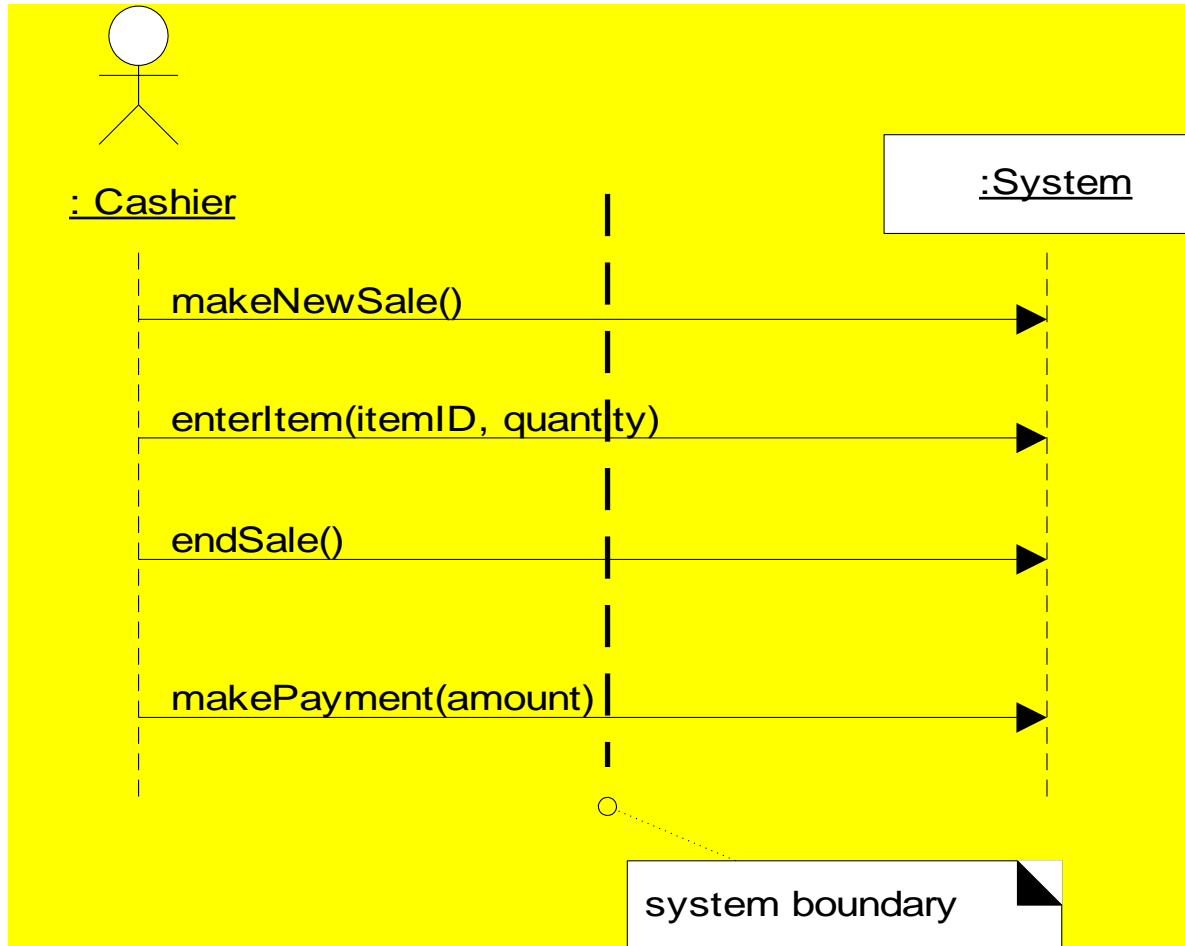 : Cashier
:System
makeNewSale()
enterItem(itemID, quantity)
endSale()
makePayment(amount)
system boundary